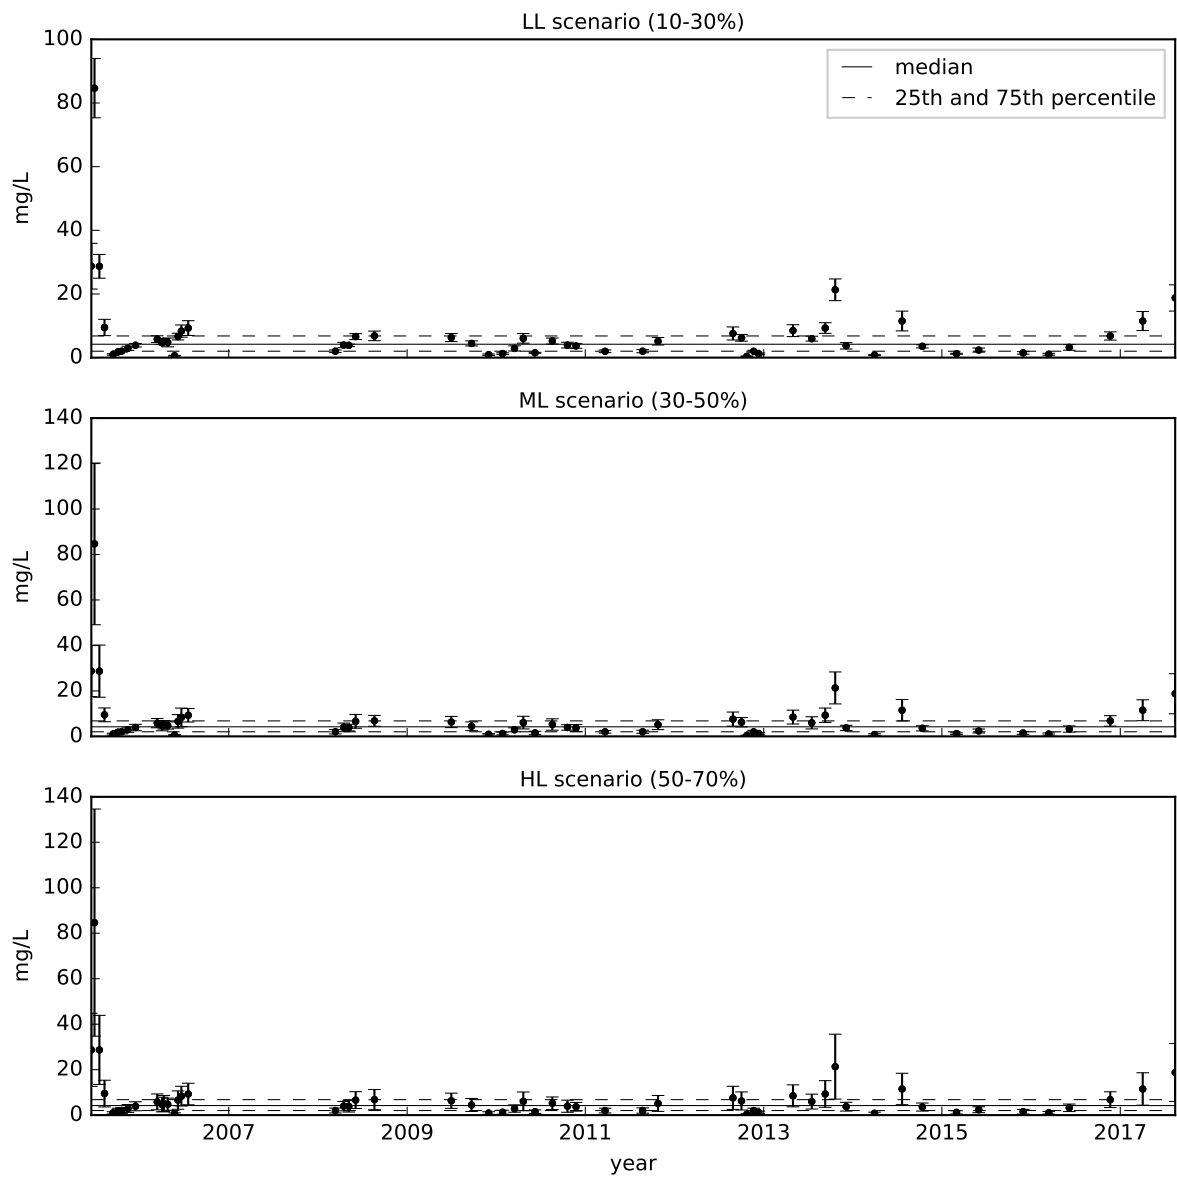 LL scenario (10-30%)
100
80
60
40
20
0
mg/L
median
25th and 75th percentile
ML scenario (30-50%)
140
120
100
80
60
40
20
0
mg/L
HL scenario (50-70%)
140
120
100
80
60
40
20
0
mg/L
2007 2009 2011 2013 2015 2017
year